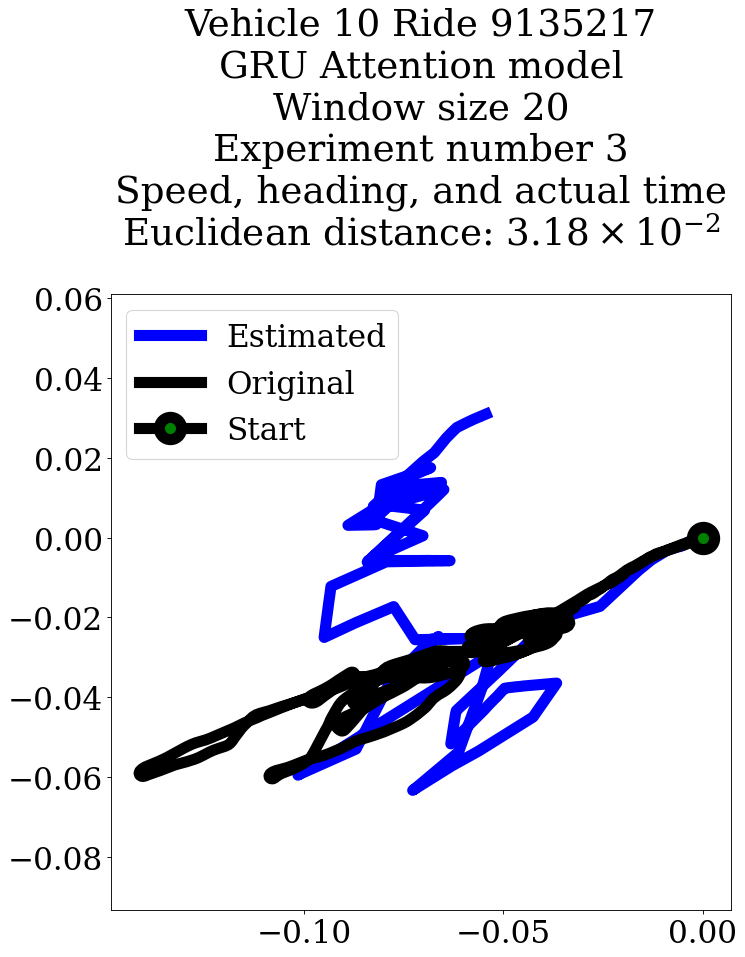 Vehicle 10 Ride 9135217
GRU Attention model
Window size 20
Experiment number 3
Speed, heading, and actual time
Euclidean distance: 3.18 × 10⁻²
0.06
0.04
0.02
0.00
−0.02
−0.04
−0.06
−0.08
Estimated
Original
Start
−0.10
−0.05
0.00